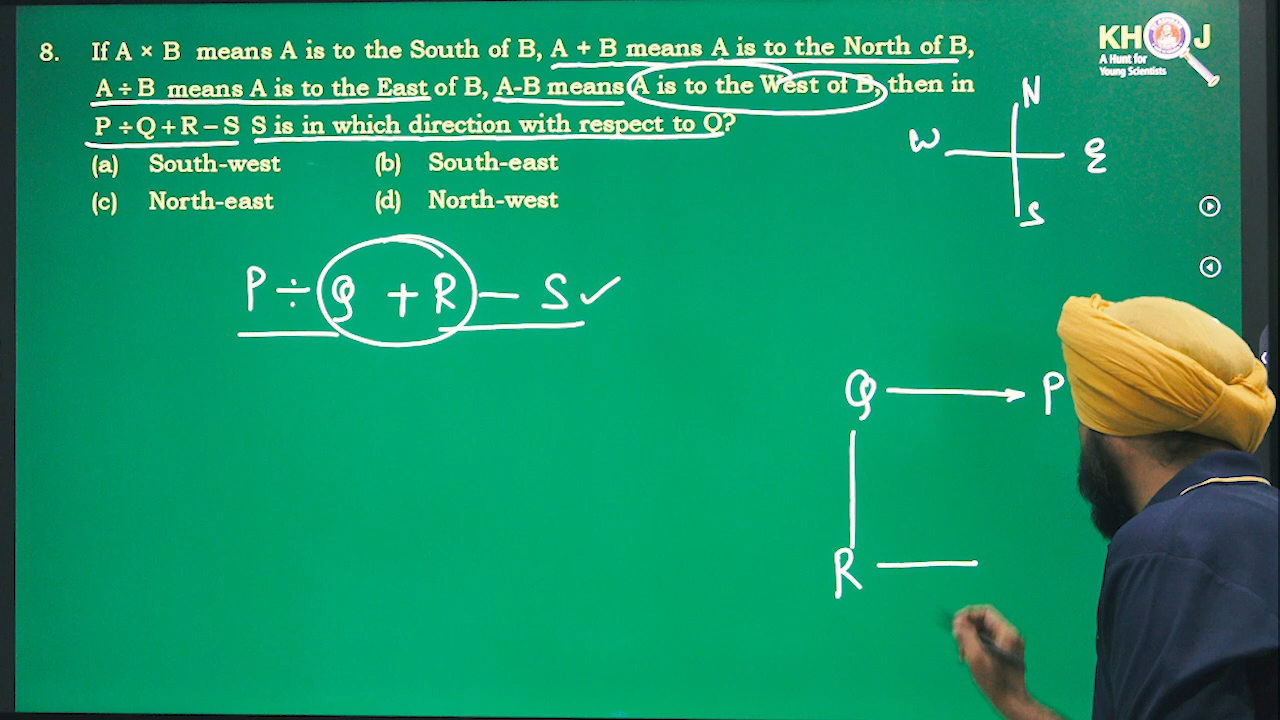 KHOJ
A Hunt for
Young Scientists
8. If A × B means A is to the South of B, A + B means A is to the North of B,
A ÷ B means A is to the East of B, A-B means A is to the West of B, then in
P ÷ Q + R – S S is in which direction with respect to Q?
(a) South-west (b) South-east
(c) North-east (d) North-west
N
W E
S
P ÷ Q + R – S ✓
Q P
R